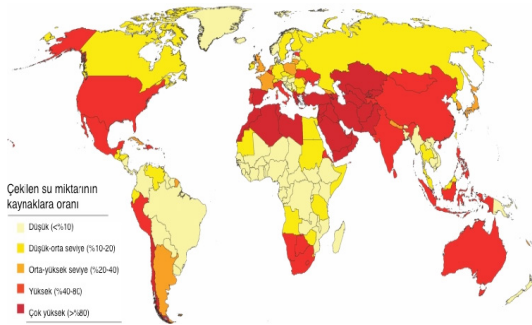 Çekilen su miktarının
kaynaklara oranı
Düşük (<%10)
Düşük-orta seviye (%10-20)
Orta-yüksek seviye (%20-40)
Yüksek (%40-80)
Çok yüksek (>%80)